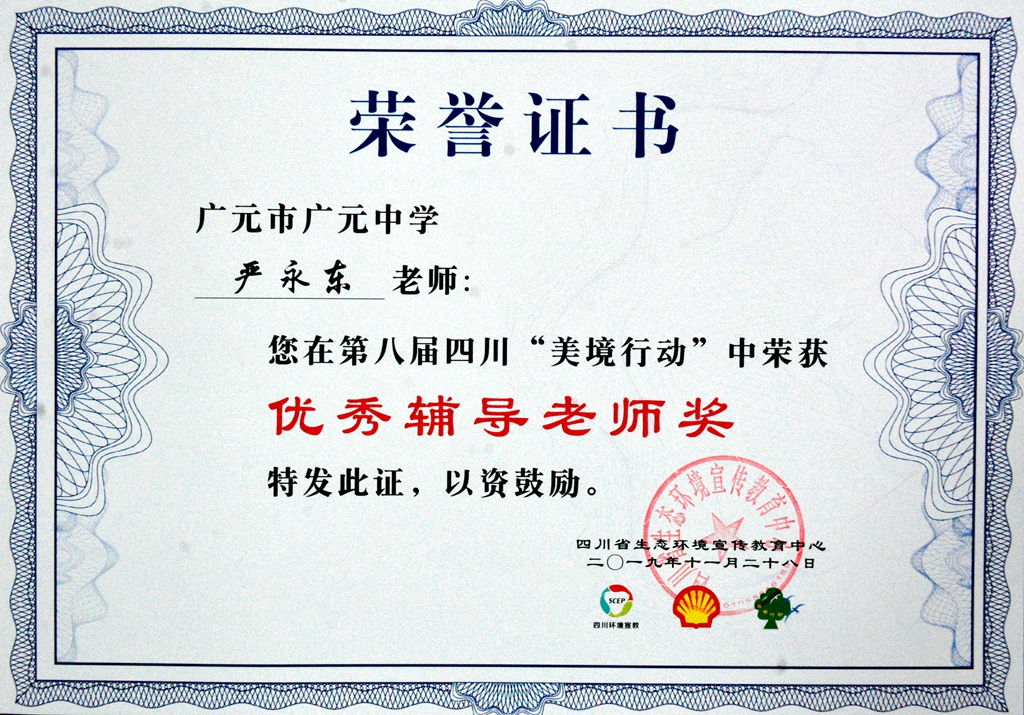 荣誉证书
广元市广元中学
严永东 老师:
您在第八届四川“美境行动”中荣获
优秀辅导老师奖
特发此证，以资鼓励。
四川省生态环境宣传教育中心
二〇一九年十一月二十八日
SCEP
四川环境宣教